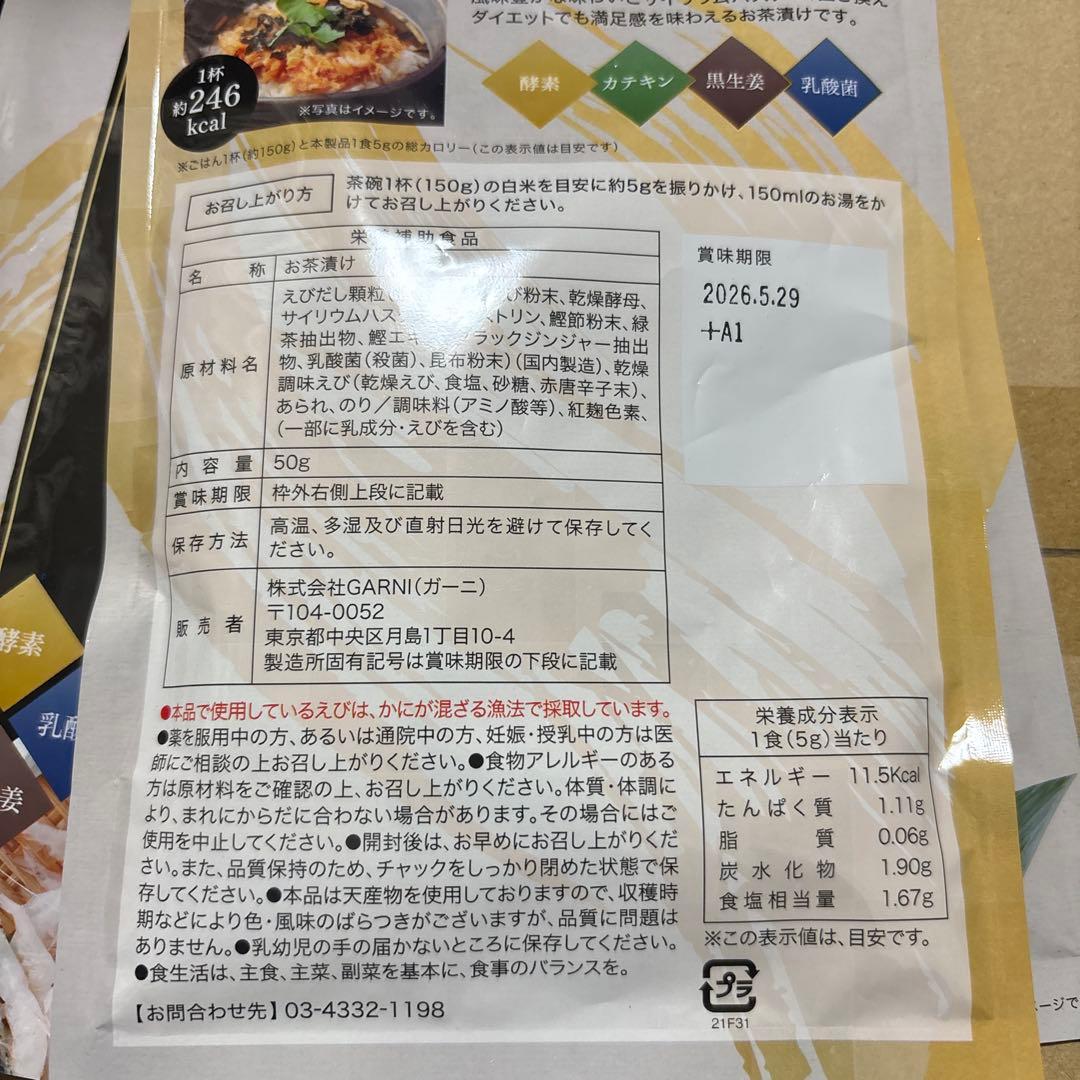 ダイエットでも満足感を味わえるお茶漬けです。
1杯
約246
kcal
※写真はイメージです。
酵素
カテキン
黒生姜
乳酸菌
※ごはん1杯(約150g)と本製品1食5gの総カロリー(この表示値は目安です)
お召し上がり方
茶碗1杯(150g)の白米を目安に約5gを振りかけ、150mlのお湯をか
けてお召し上がりください。
補助食品
名称 お茶漬け
原材料名
えびだし顆粒( び粉末、乾燥酵母、
サイリウムハス ストリン、鰹節粉末、緑
茶抽出物、鰹エキ ラックジンジャー抽出
物、乳酸菌(殺菌)、昆布粉末)(国内製造)、乾燥
調味えび(乾燥えび、食塩、砂糖、赤唐辛子末)、
あられ、のり/調味料(アミノ酸等)、紅麹色素、
(一部に乳成分・えびを含む)
内容量 50g
賞味期限 枠外右側上段に記載
保存方法
高温、多湿及び直射日光を避けて保存してく
ださい。
販売者
株式会社GARNI(ガーニ)
〒104-0052
東京都中央区月島1丁目10-4
製造所固有記号は賞味期限の下段に記載
賞味期限
2026.5.29
+A1
●本品で使用しているえびは、かにが混ざる漁法で採取しています。
●薬を服用中の方、あるいは通院中の方、妊娠・授乳中の方は医
師にご相談の上お召し上がりください。●食物アレルギーのある
方は原材料をご確認の上、お召し上がりください。体質・体調に
より、まれにからだに合わない場合があります。その場合にはご
使用を中止してください。●開封後は、お早めにお召し上がりくだ
さい。また、品質保持のため、チャックをしっかり閉めた状態で保
存してください。●本品は天産物を使用しておりますので、収穫時
期などにより色・風味のばらつきがございますが、品質に問題は
ありません。●乳幼児の手の届かないところに保存してください。
●食生活は、主食、主菜、副菜を基本に、食事のバランスを。
【お問合わせ先】03-4332-1198
栄養成分表示
1食(5g)当たり
エネルギー 11.5Kcal
たんぱく質 1.11g
脂質 0.06g
炭水化物 1.90g
食塩相当量 1.67g
※この表示値は、目安です。
プラ
21F31
酵素
乳
姜
ージで